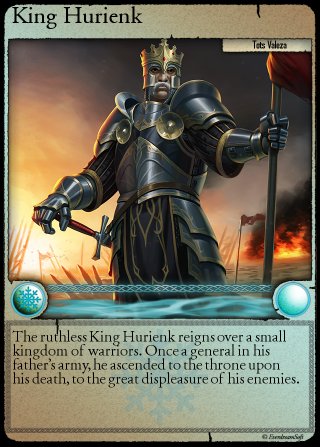 King Hurienk
Tots Valeza
The ruthless King Hurienk reigns over a small
kingdom of warriors. Once a general in his
father's army, he ascended to the throne upon
his death, to the great displeasure of his enemies.
© EverdreamSoft